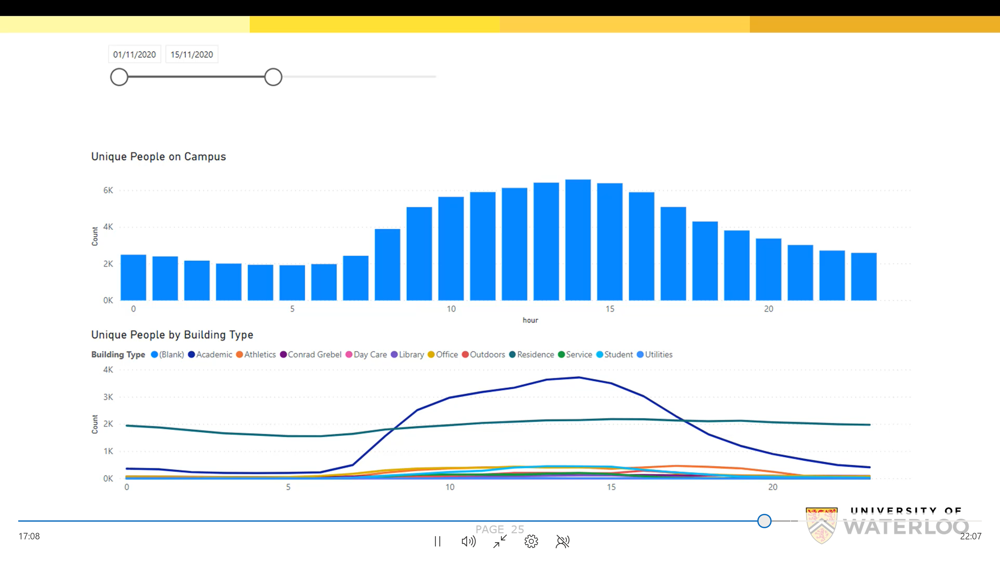 01/11/2020 15/11/2020
Unique People on Campus
6K
4K
2K
0K
Count
0 5 10 15 20
hour
Unique People by Building Type
Building Type (Blank) Academic Athletics Conrad Grebel Day Care Library Office Outdoors Residence Service Student Utilities
4K
3K
2K
1K
0K
Count
0 5 10 15 20
UNIVERSITY OF
WATERLOO
PAGE 25
17:08
22:07